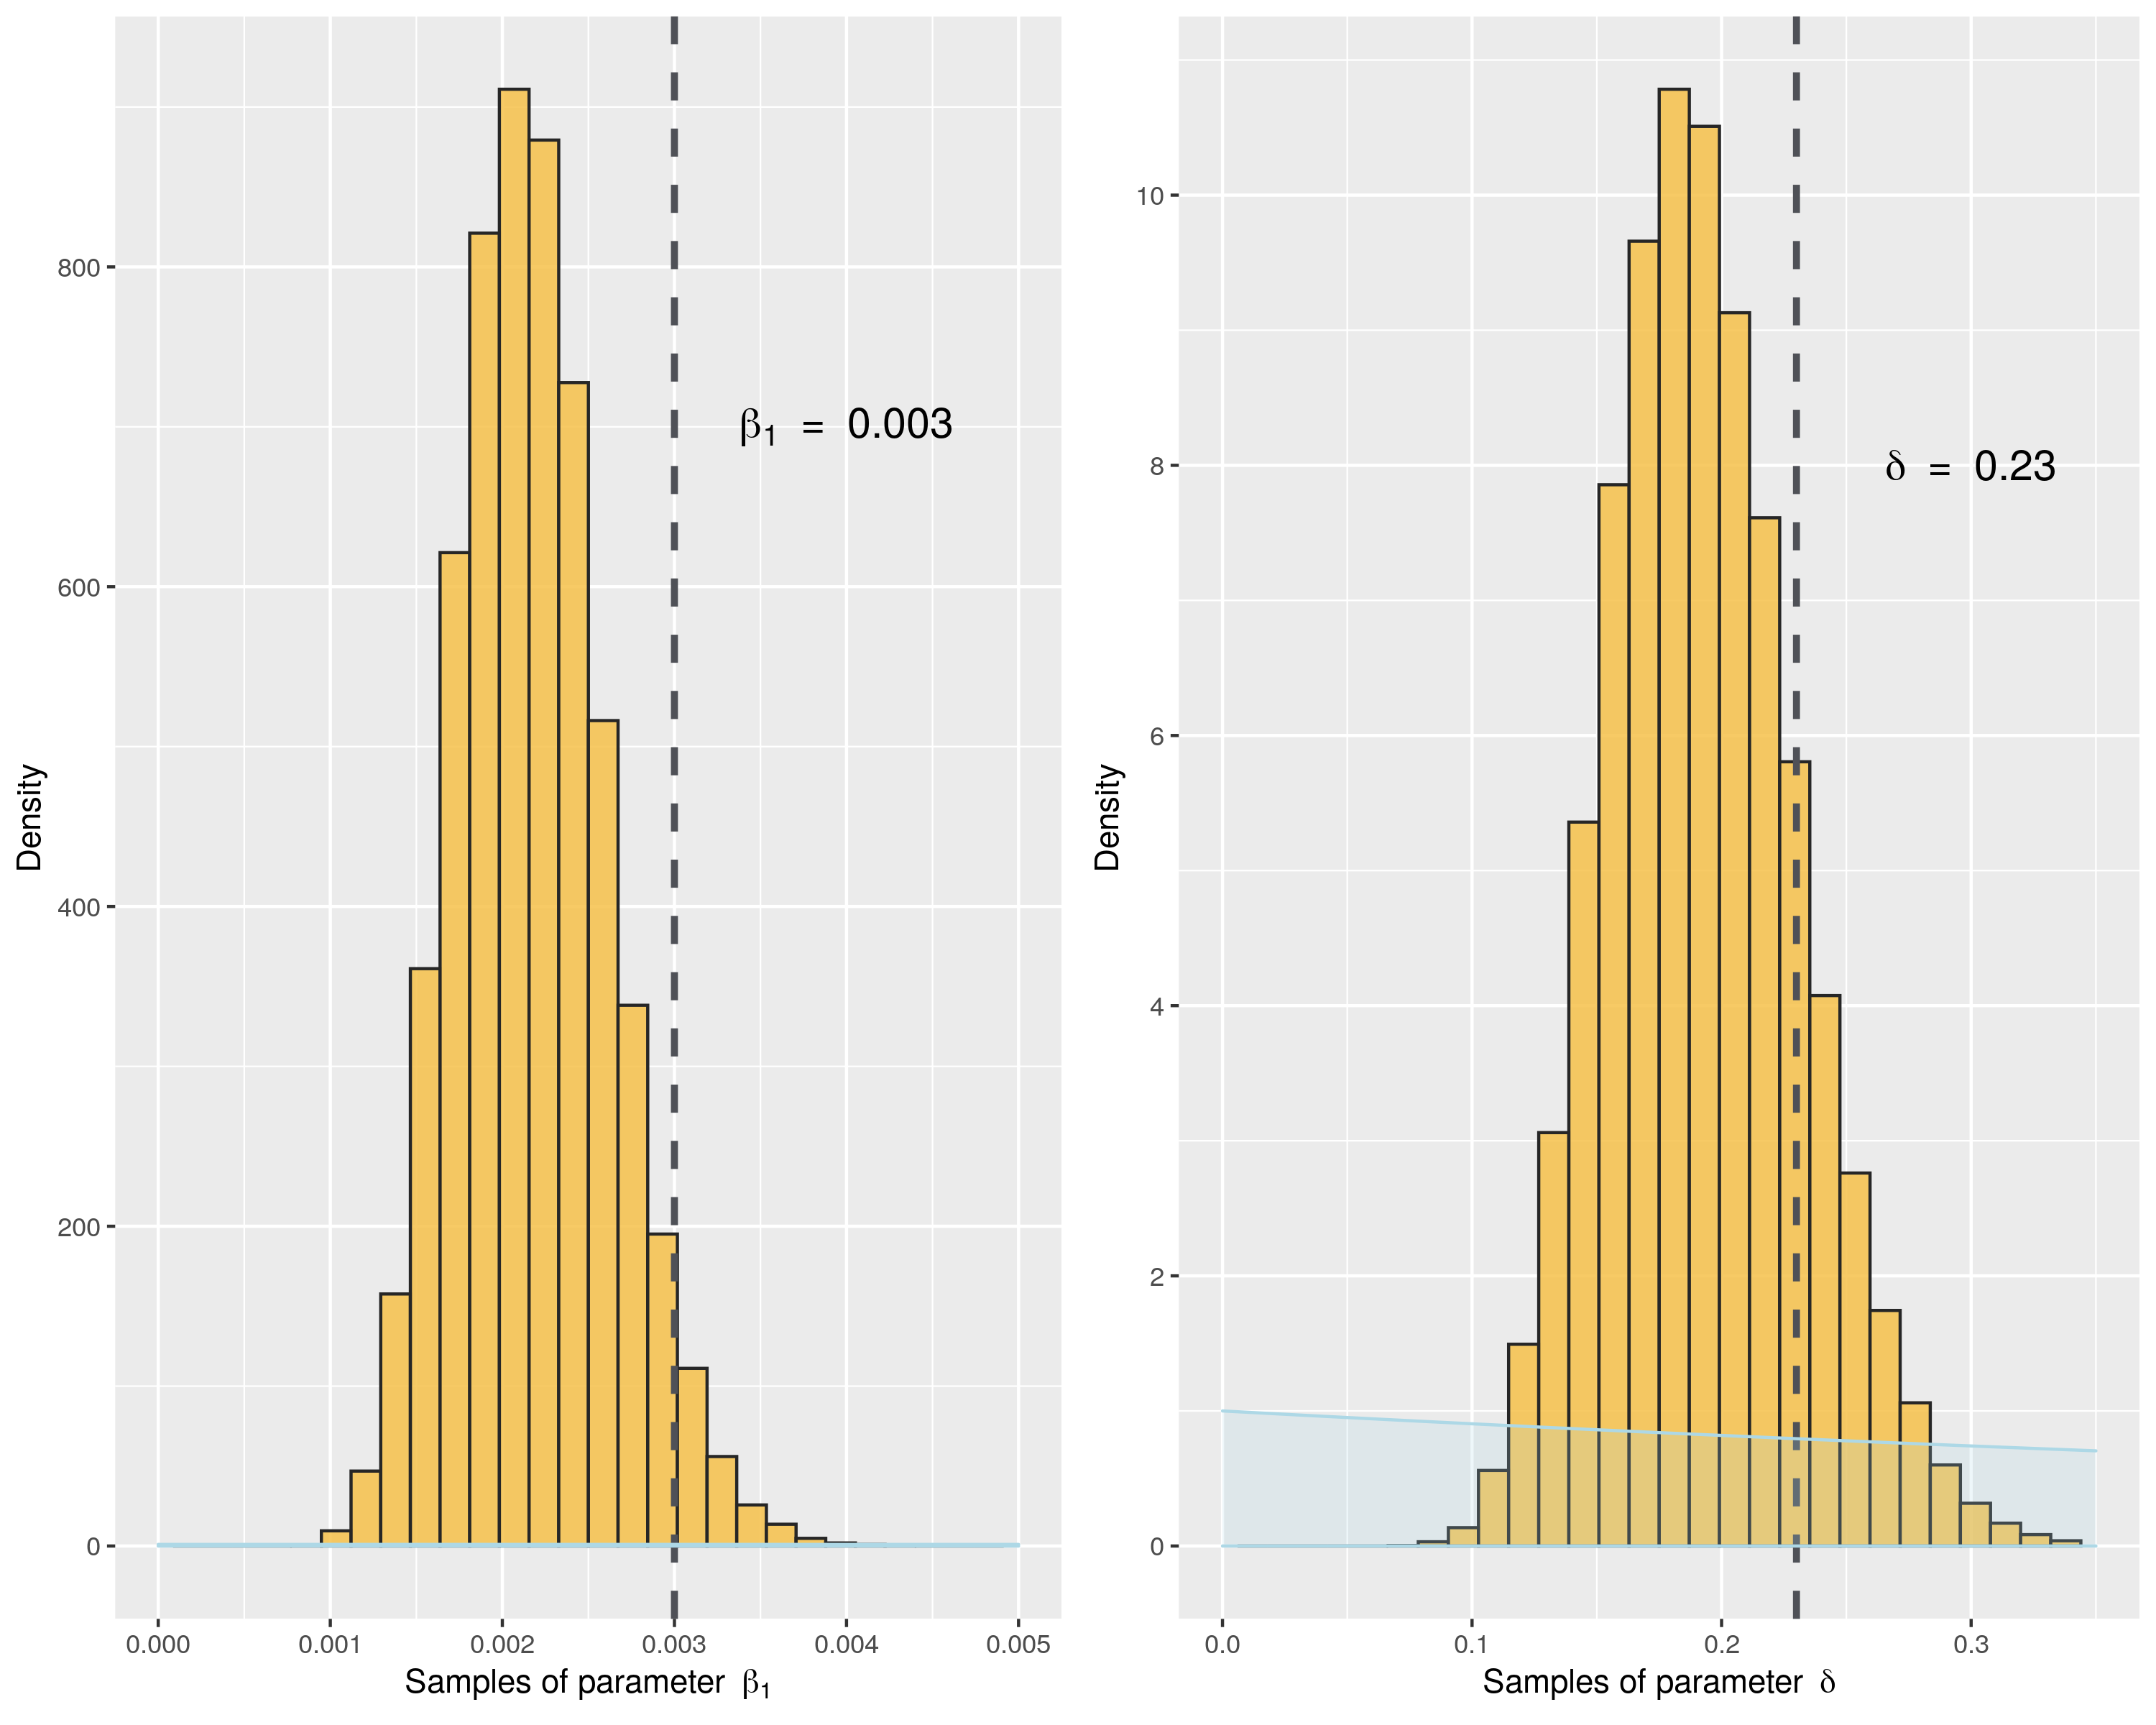 Density
800
600
400
200
0
β1 = 0.003
0.000 0.001 0.002 0.003 0.004 0.005
Samples of parameter β1
Density
10
8
6
4
2
0
δ = 0.23
0.0 0.1 0.2 0.3
Samples of parameter δ